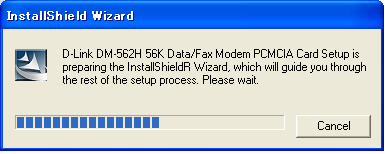 InstallShield Wizard
D-Link DM-562H 56K Data/Fax Modem PCMCIA Card Setup is
preparing the InstallShieldR Wizard, which will guide you through
the rest of the setup process. Please wait.
Cancel